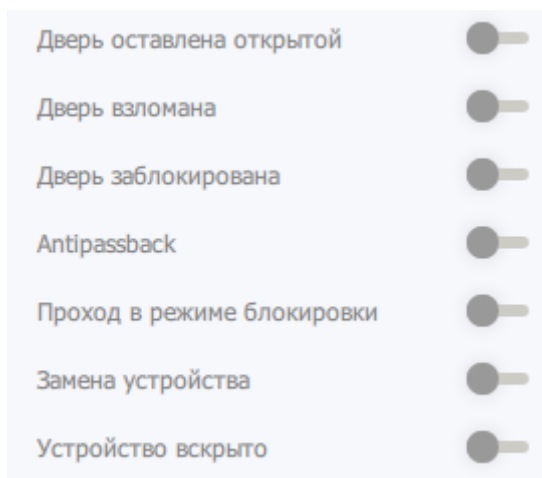 Дверь оставлена открытой
Дверь взломана
Дверь заблокирована
Antipassback
Проход в режиме блокировки
Замена устройства
Устройство вскрыто